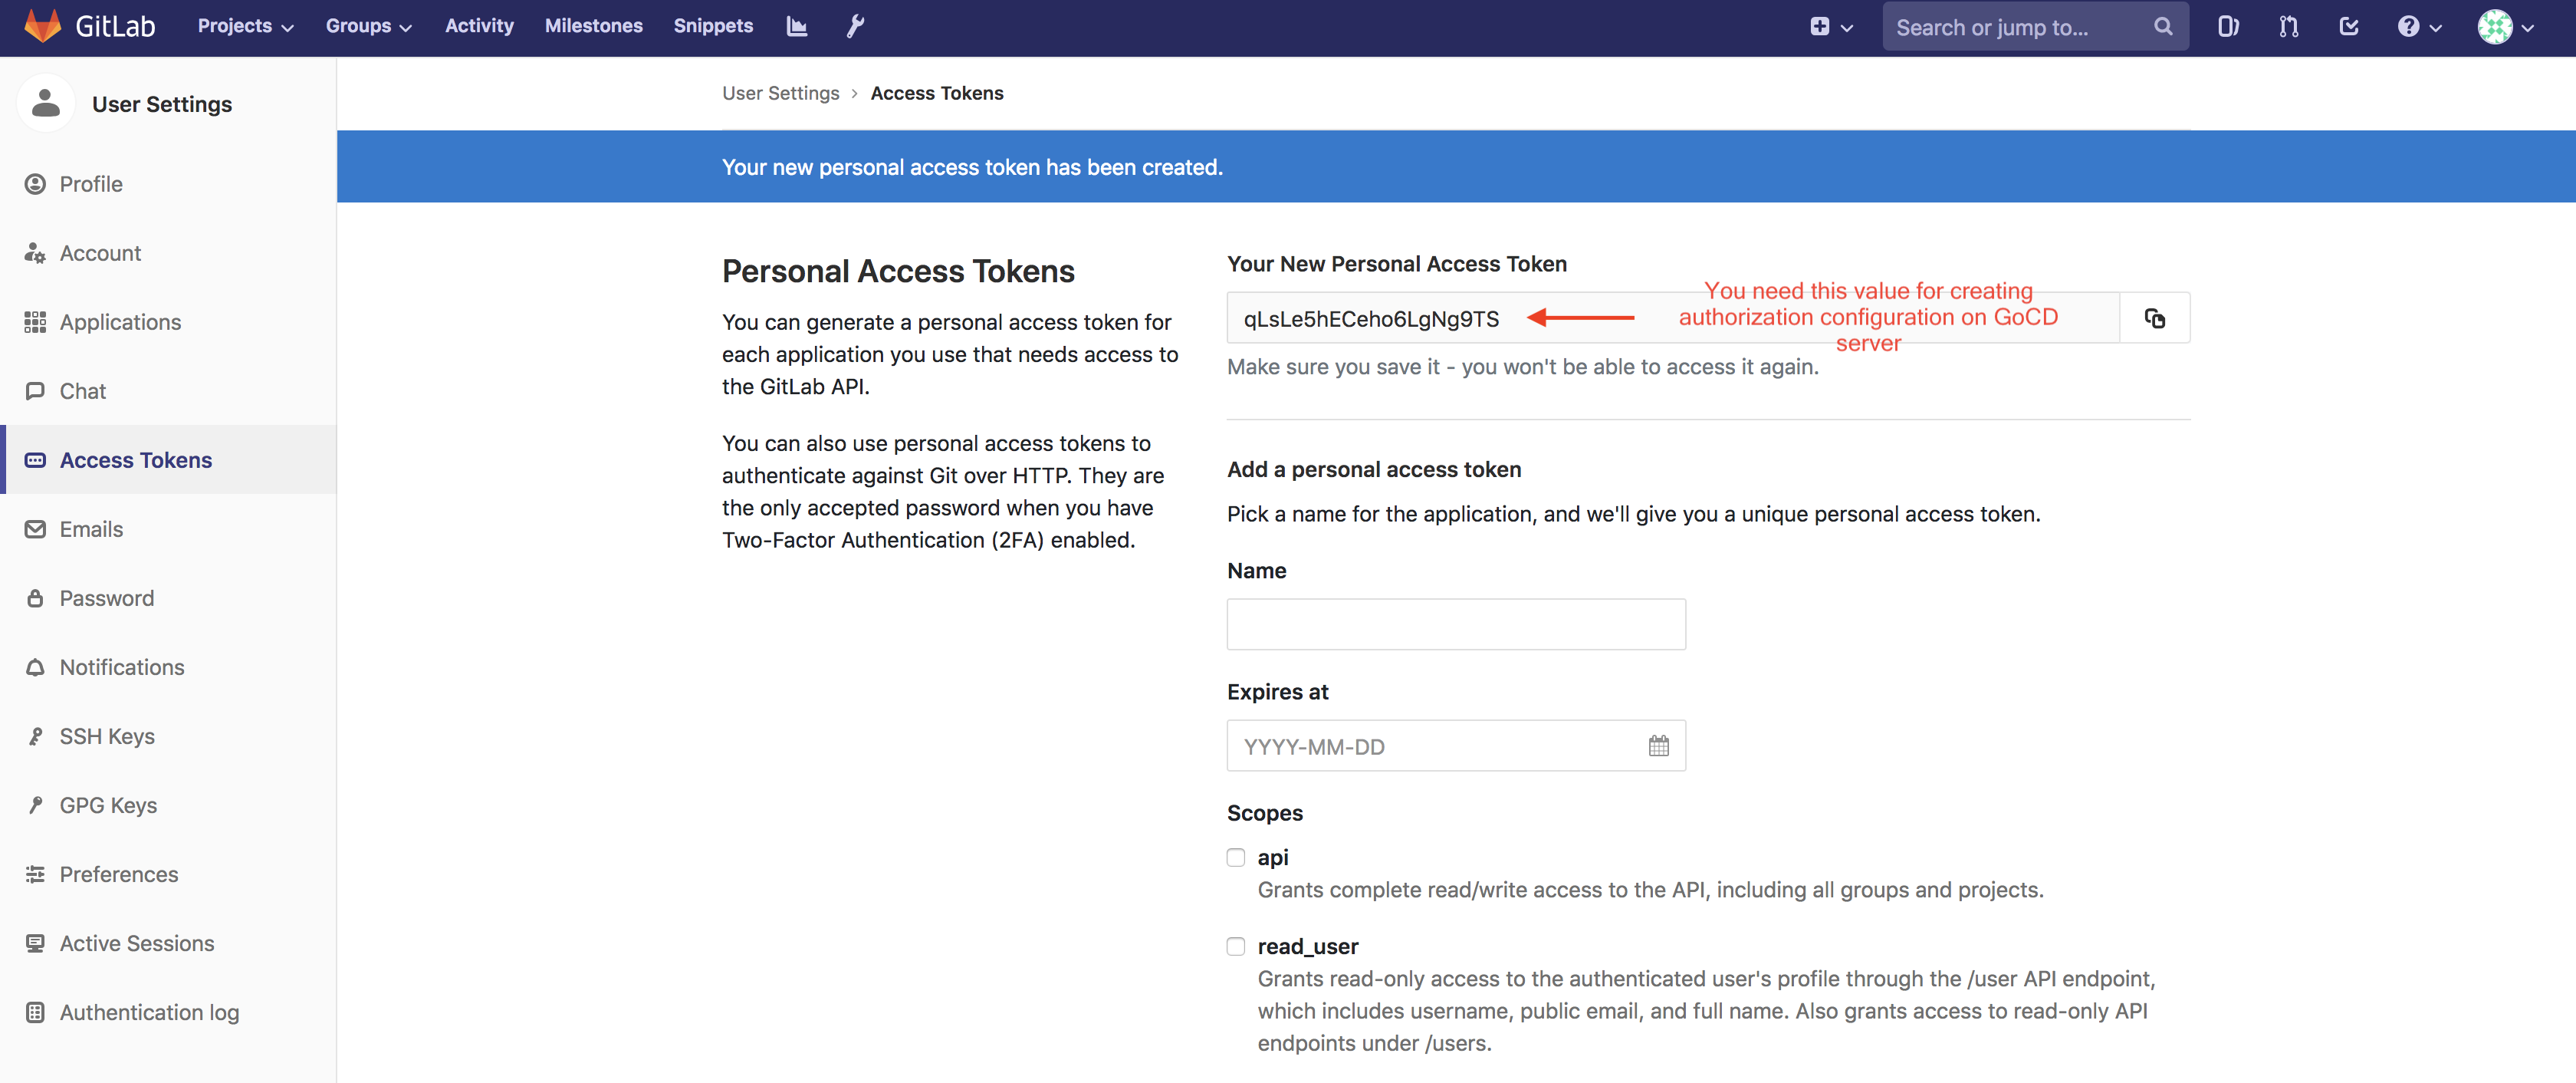 GitLab
Projects
Groups
Activity
Milestones
Snippets
Search or jump to...
User Settings
Profile
Account
Applications
Chat
Access Tokens
Emails
Password
Notifications
SSH Keys
GPG Keys
Preferences
Active Sessions
Authentication log
User Settings › Access Tokens
Your new personal access token has been created.
Personal Access Tokens
You can generate a personal access token for
each application you use that needs access to
the GitLab API.
You can also use personal access tokens to
authenticate against Git over HTTP. They are
the only accepted password when you have
Two-Factor Authentication (2FA) enabled.
Your New Personal Access Token
qLsLe5hECeho6LgNg9TS
You need this value for creating
authorization configuration on GoCD
server
Make sure you save it - you won't be able to access it again.
Add a personal access token
Pick a name for the application, and we'll give you a unique personal access token.
Name
Expires at
YYYY-MM-DD
Scopes
api
Grants complete read/write access to the API, including all groups and projects.
read_user
Grants read-only access to the authenticated user's profile through the /user API endpoint,
which includes username, public email, and full name. Also grants access to read-only API
endpoints under /users.